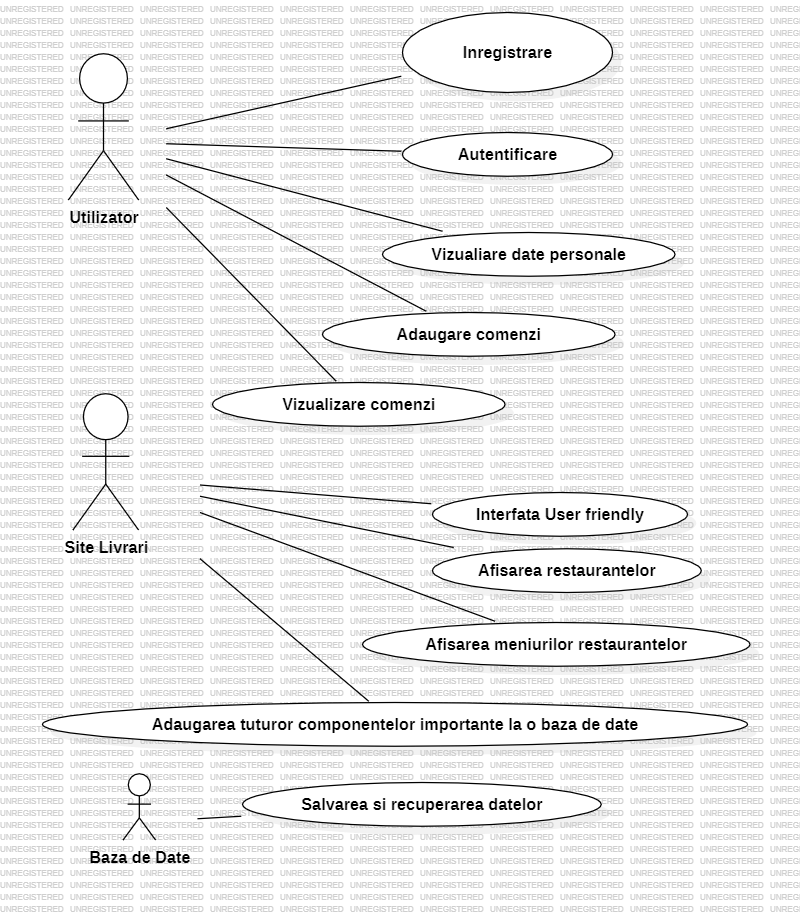 Inregistrare
Autentificare
Utilizator
Vizualiare date personale
Adaugare comenzi
Vizualizare comenzi
Interfata User friendly
Site Livrari
Afisarea restaurantelor
Afisarea meniurilor restaurantelor
Adaugarea tuturor componentelor importante la o baza de date
Salvarea si recuperarea datelor
Baza de Date
UNREGISTERED